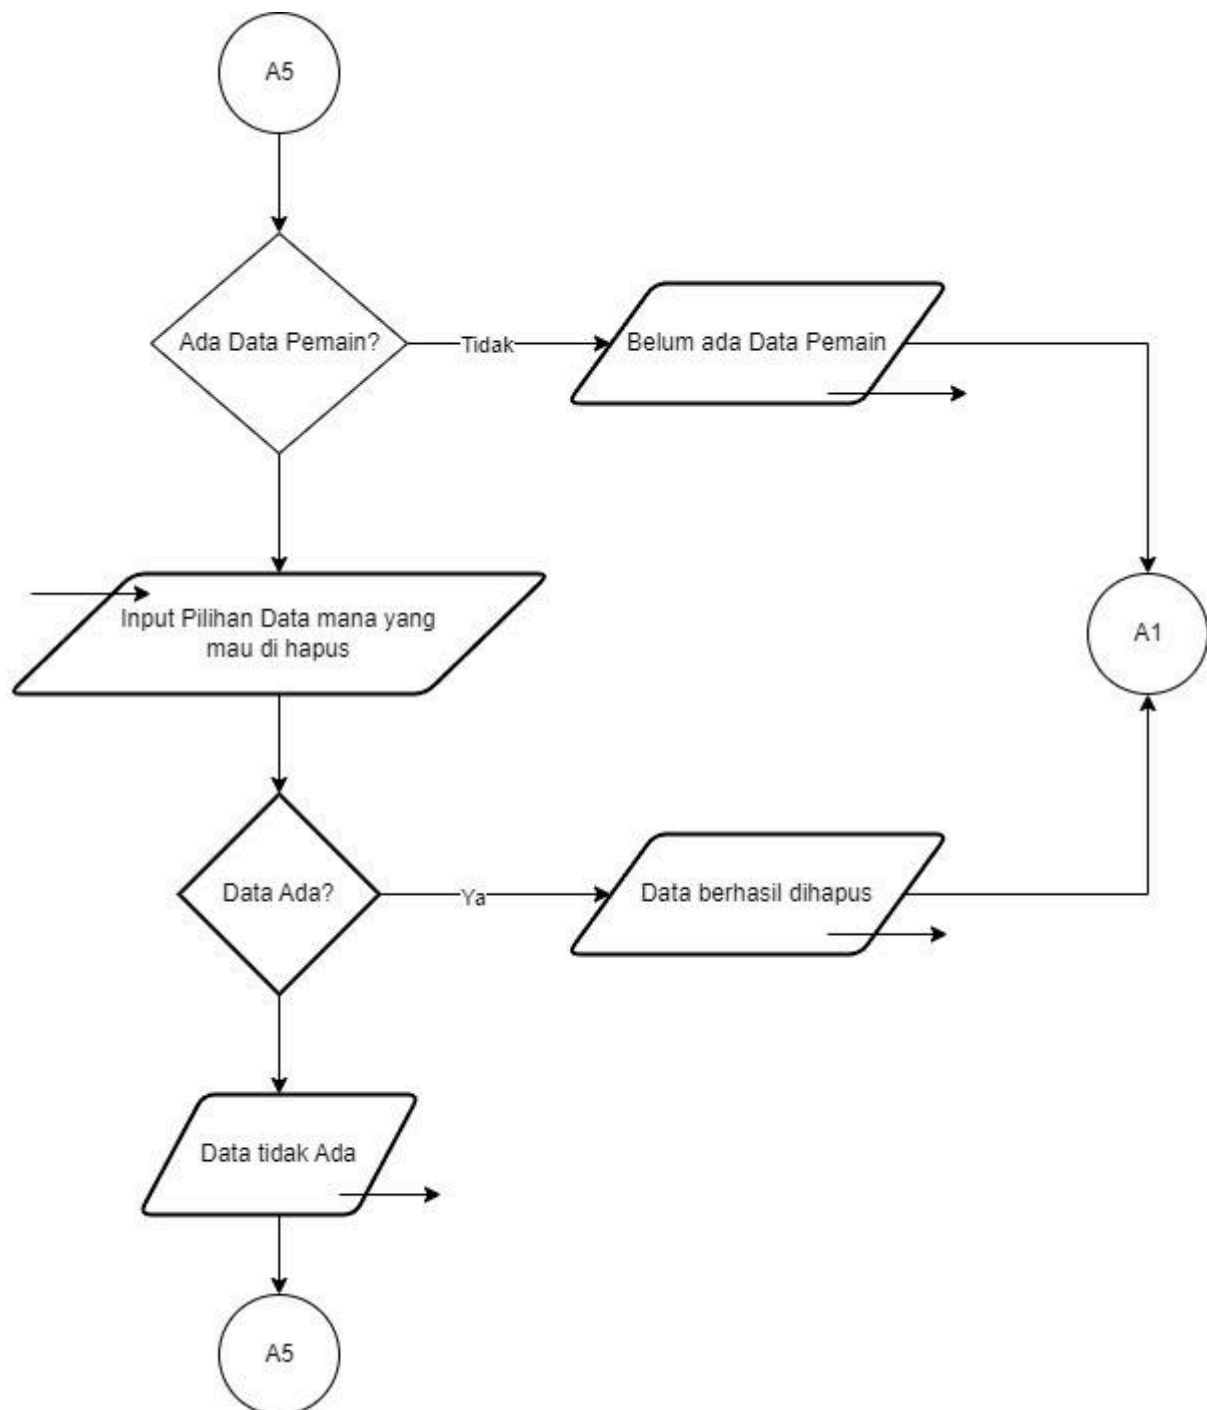 A5
Ada Data Pemain?
Tidak
Belum ada Data Pemain
Input Pilihan Data mana yang
mau di hapus
A1
Data Ada?
Ya
Data berhasil dihapus
Data tidak Ada
A5